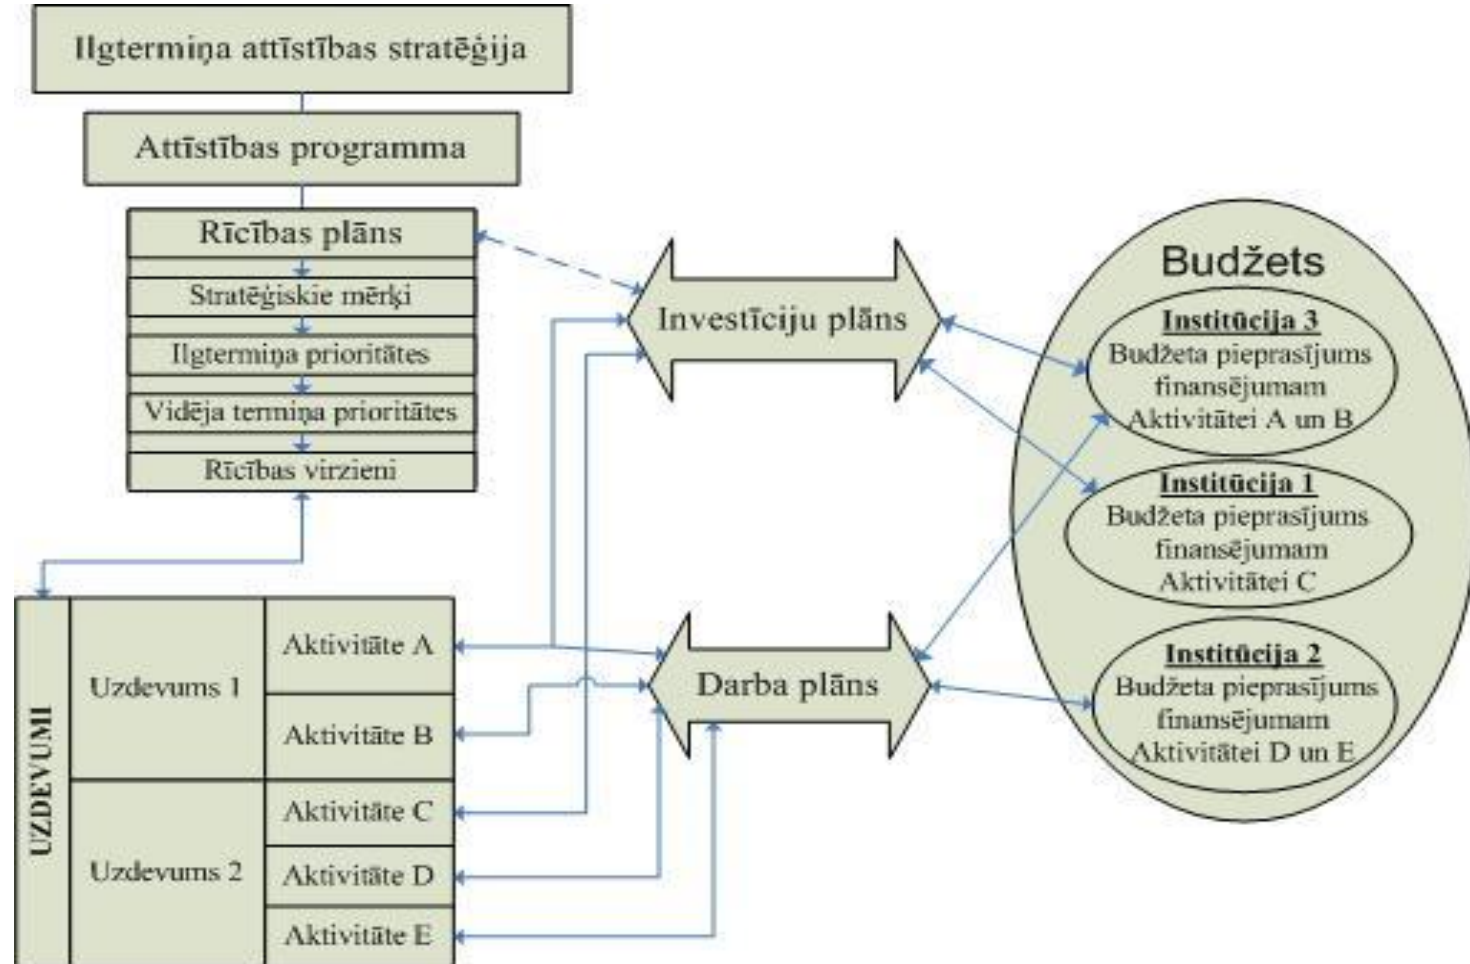 Ilgtermiņa attīstības stratēģija
Attīstības programma
Rīcības plāns
Stratēģiskie mērķi
Ilgtermiņa prioritātes
Vidēja termiņa prioritātes
Rīcības virzieni
UZDEVUMI
Uzdevums 1
Aktivitāte A
Aktivitāte B
Uzdevums 2
Aktivitāte C
Aktivitāte D
Aktivitāte E
Investīciju plāns
Darba plāns
Budžets
Institūcija 3
Budžeta pieprasījums
finansējumam
Aktivitātei A un B
Institūcija 1
Budžeta pieprasījums
finansējumam
Aktivitātei C
Institūcija 2
Budžeta pieprasījums
finansējumam
Aktivitātei D un E